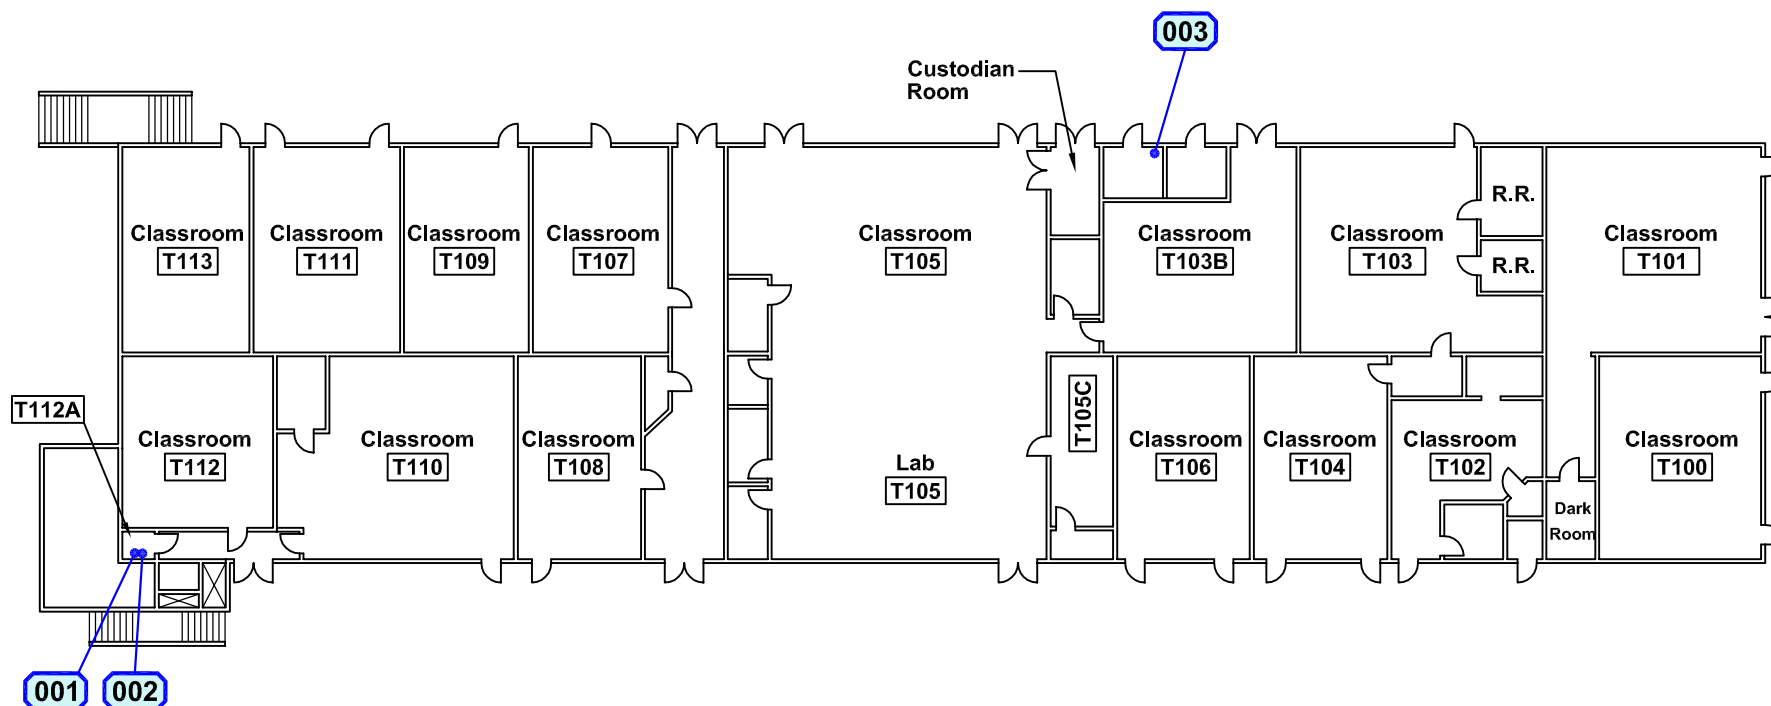 003
Custodian
Room
Classroom
T113
Classroom
T111
Classroom
T109
Classroom
T107
Classroom
T105
Classroom
T103B
Classroom
T103
R.R.
R.R.
Classroom
T101
T112A
Classroom
T112
Classroom
T110
Classroom
T108
Lab
T105
T105C
Classroom
T106
Classroom
T104
Classroom
T102
Dark
Room
Classroom
T100
001
002